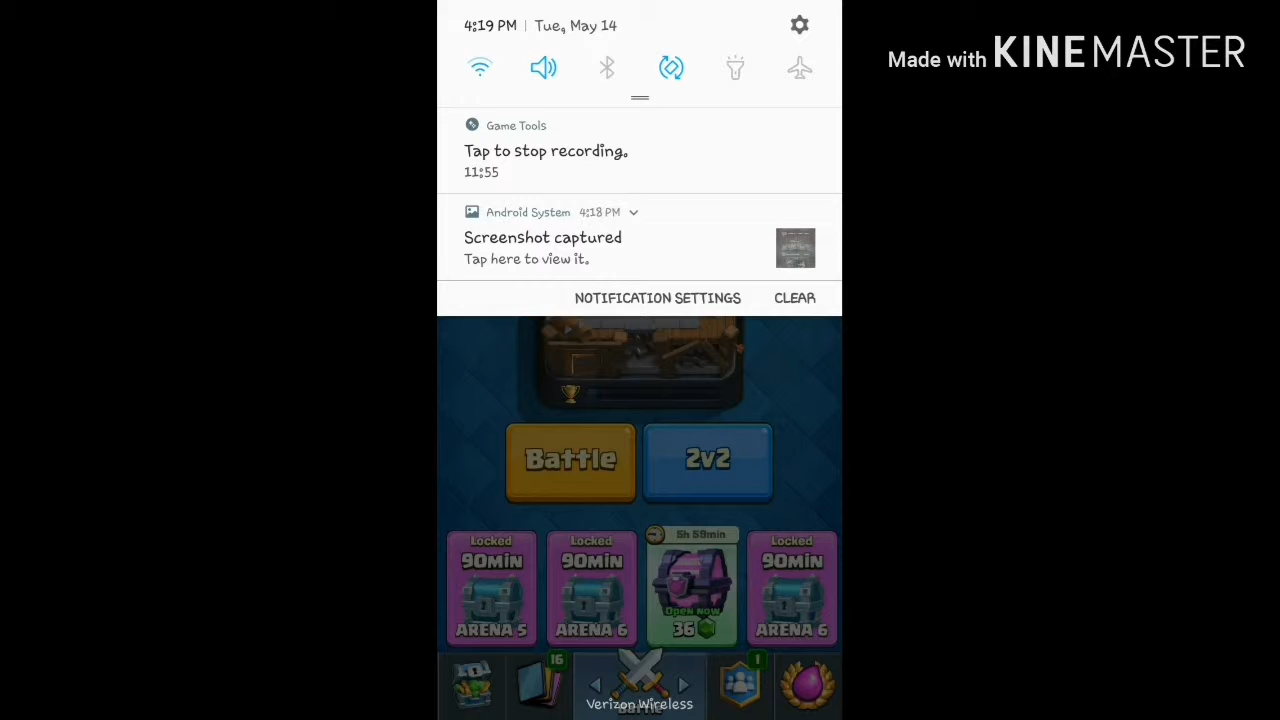 4:19 PM | Tue, May 14
Made with KINEMASTER
Game Tools
Tap to stop recording.
11:55
Android System 4:18 PM
Screenshot captured
Tap here to view it.
NOTIFICATION SETTINGS CLEAR
Battle 2v2
Locked Locked 5h 59min Locked
90MIN 90MIN 90MIN
Open now
ARENA 5 ARENA 6 36 ARENA 6
16 1
Verizon Wireless